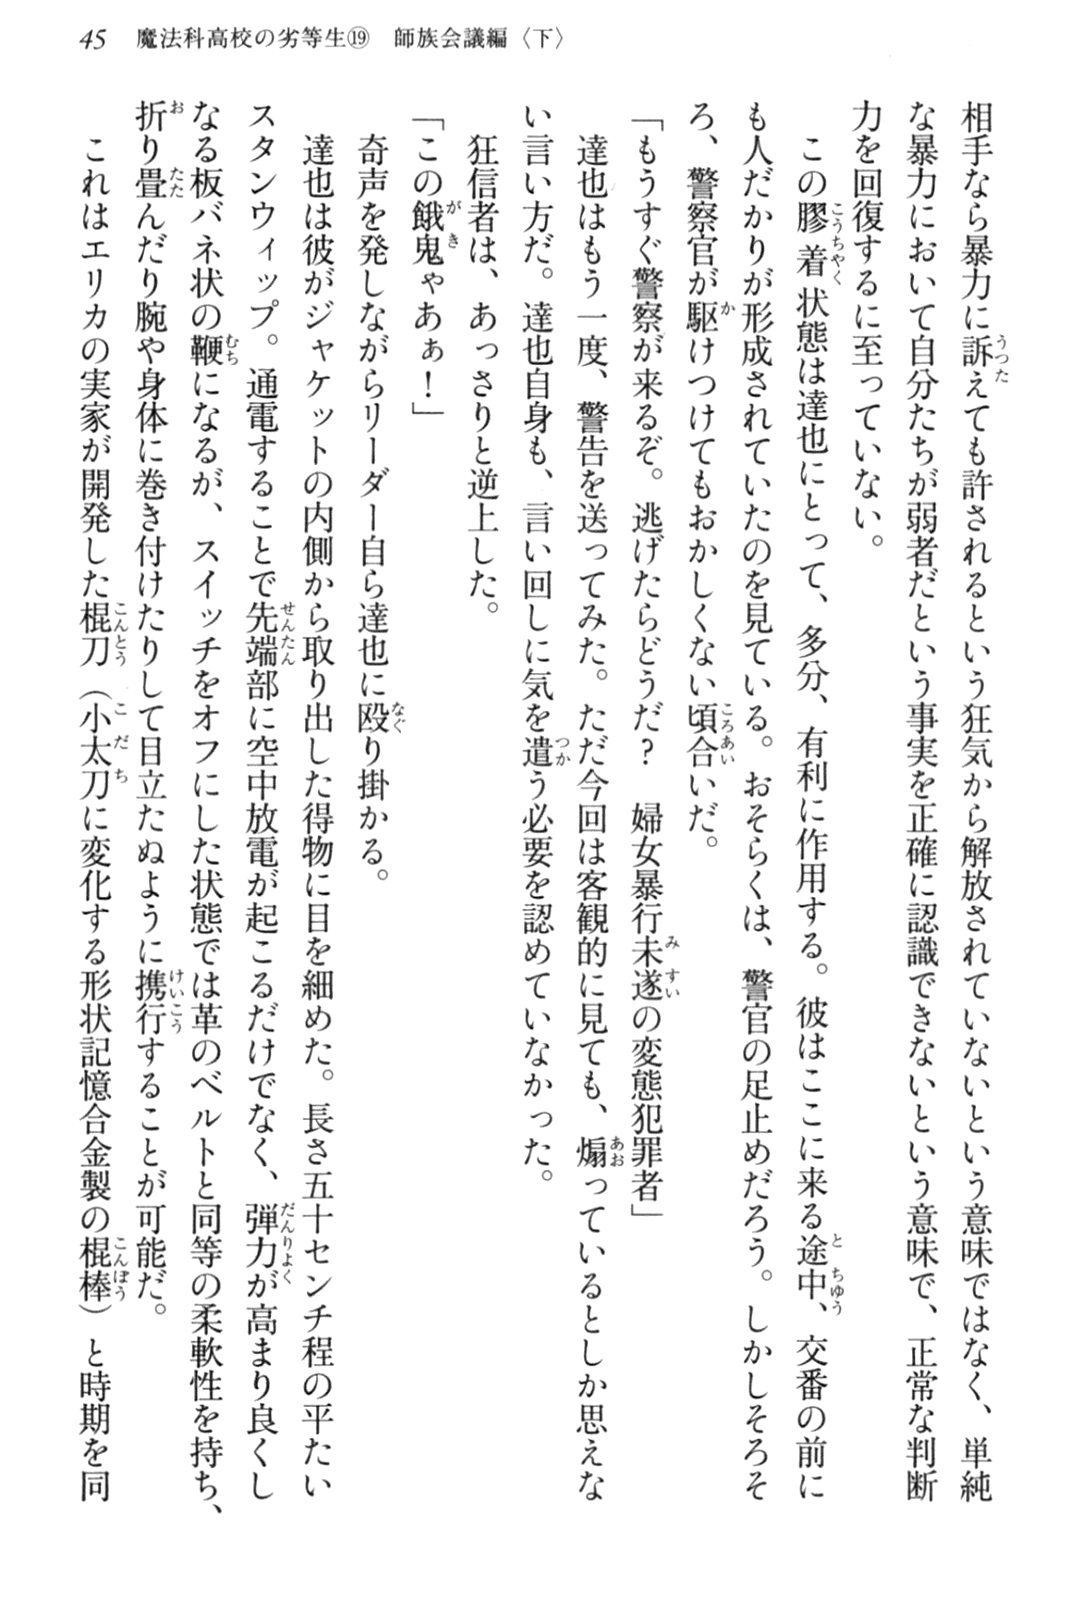 45　魔法科高校の劣等生⑲　師族会議編〈下〉
相手なら暴力に訴えても許されるという狂気から解放されていないという意味ではなく、単純
な暴力において自分たちが弱者だという事実を正確に認識できないという意味で、正常な判断
力を回復するに至っていない。
　この膠着状態は達也にとって、多分、有利に作用する。彼はここに来る途中、交番の前に
も人だかりが形成されていたのを見ている。おそらくは、警官の足止めだろう。しかしそろそ
ろ、警察官が駆けつけてもおかしくない頃合いだ。
「もうすぐ警察が来るぞ。逃げたらどうだ？　婦女暴行未遂の変態犯罪者」
　達也はもう一度、警告を送ってみた。ただ今回は客観的に見ても、煽っているとしか思えな
い言い方だ。達也自身も、言い回しに気を遣う必要を認めていなかった。
　狂信者は、あっさりと逆上した。
「この餓鬼ゃあぁ！」
　奇声を発しながらリーダー自ら達也に殴り掛かる。
　達也は彼がジャケットの内側から取り出した得物に目を細めた。長さ五十センチ程の平たい
スタンウィップ。通電することで先端部に空中放電が起こるだけでなく、弾力が高まり良くし
なる板バネ状の鞭になるが、スイッチをオフにした状態では革のベルトと同等の柔軟性を持ち、
折り畳んだり腕や身体に巻き付けたりして目立たぬように携行することが可能だ。
　これはエリカの実家が開発した棍刀（小太刀に変化する形状記憶合金製の棍棒）と時期を同